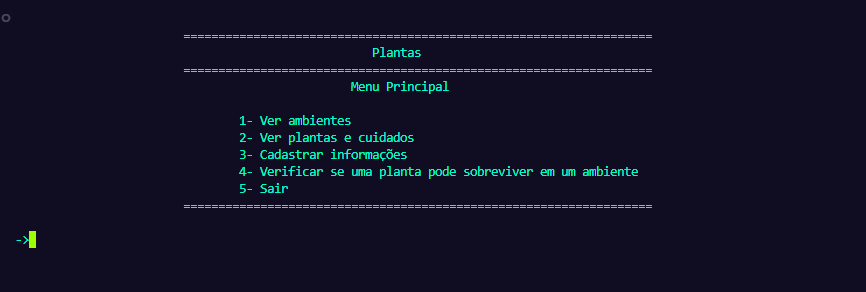 ===================================================================
Plantas
===================================================================
Menu Principal
1- Ver ambientes
2- Ver plantas e cuidados
3- Cadastrar informações
4- Verificar se uma planta pode sobreviver em um ambiente
5- Sair
===================================================================
->